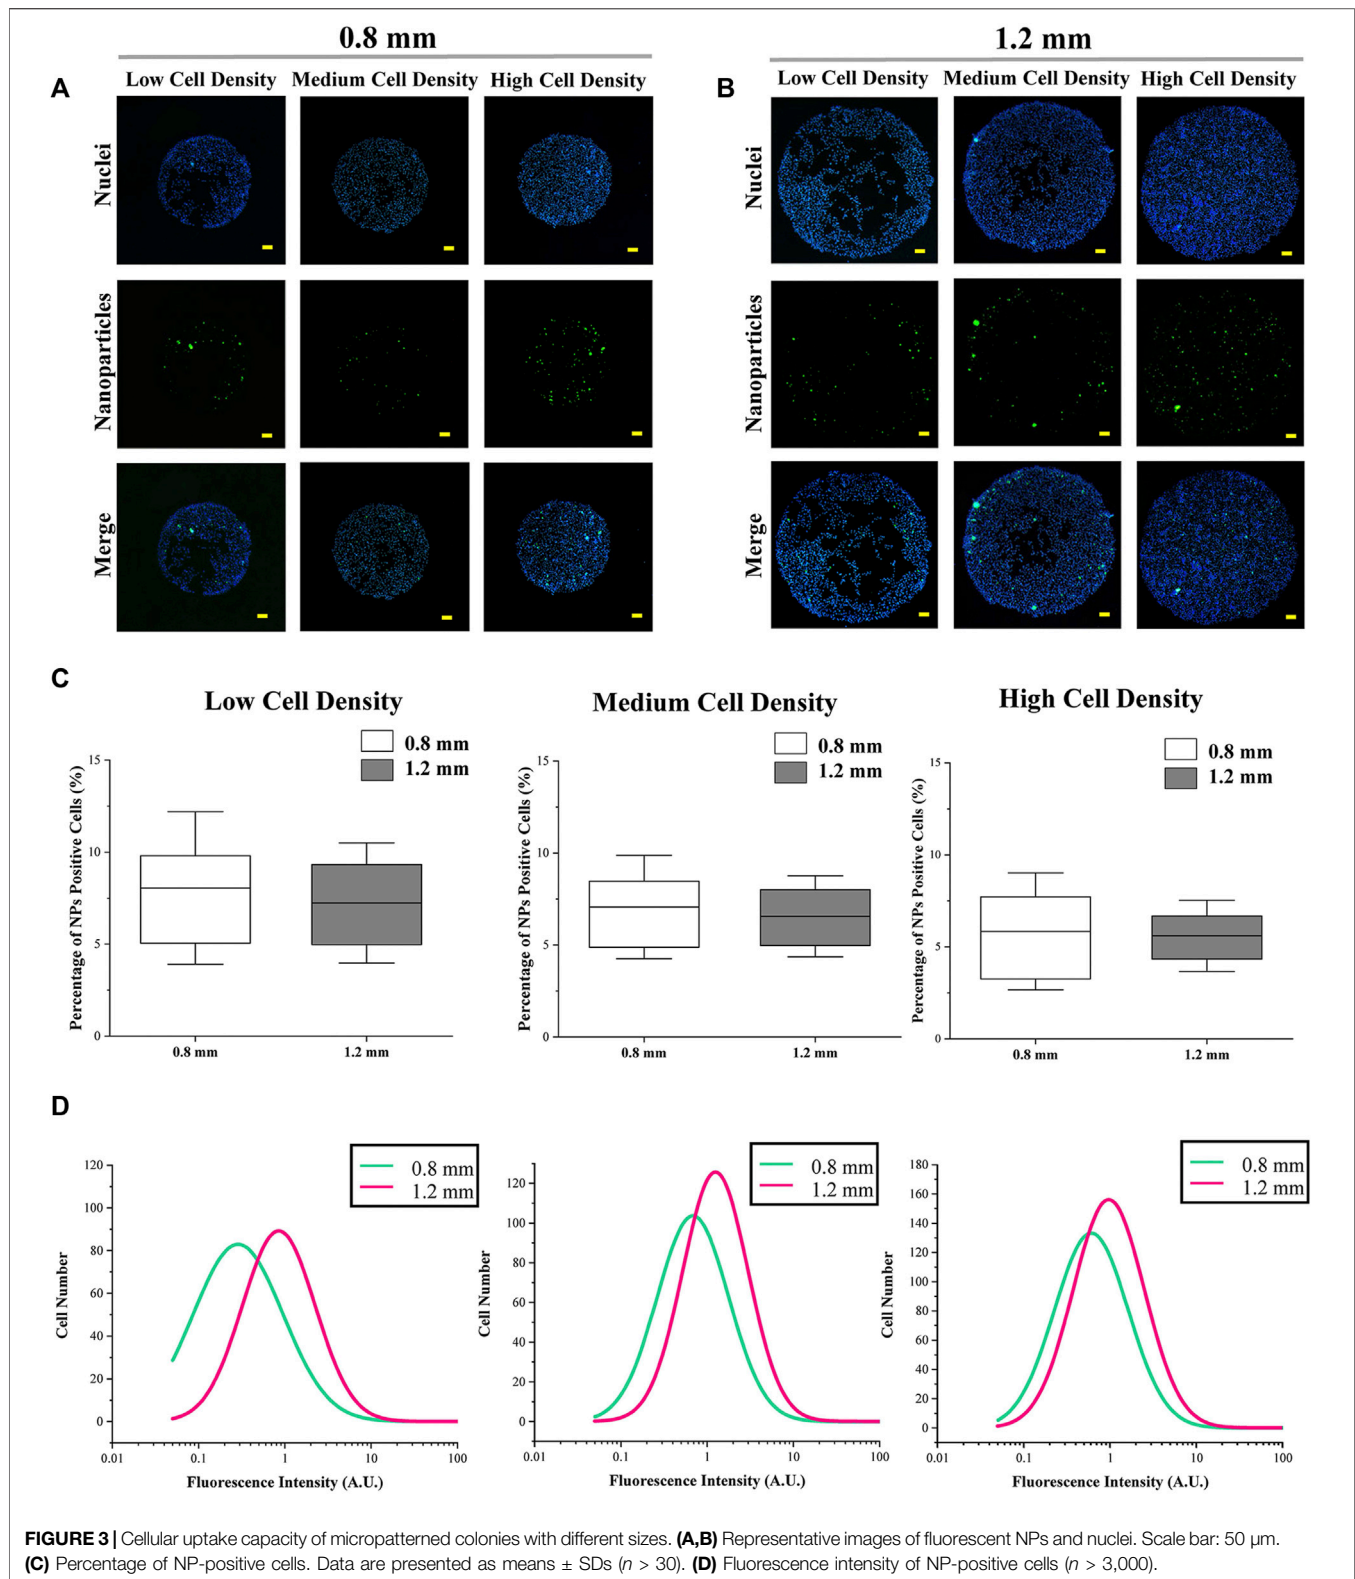 0.8 mm
1.2 mm
A
Low Cell Density
Medium Cell Density
High Cell Density
B
Low Cell Density
Medium Cell Density
High Cell Density
Nuclei
Nanoparticles
Merge
Nuclei
Nanoparticles
Merge
C
Low Cell Density
0.8 mm
1.2 mm
Percentage of NPs Positive Cells (%)
15
10
5
0
0.8 mm
1.2 mm
Medium Cell Density
0.8 mm
1.2 mm
Percentage of NPs Positive Cells (%)
15
10
5
0
0.8 mm
1.2 mm
High Cell Density
0.8 mm
1.2 mm
Percentage of NPs Positive Cells (%)
15
10
5
0
0.8 mm
1.2 mm
D
0.8 mm
1.2 mm
Cell Number
120
100
80
60
40
20
0
0.01
0.1
1
10
100
Fluorescence Intensity (A.U.)
0.8 mm
1.2 mm
Cell Number
120
100
80
60
40
20
0
0.01
0.1
1
10
100
Fluorescence Intensity (A.U.)
0.8 mm
1.2 mm
Cell Number
180
160
140
120
100
80
60
40
20
0
0.01
0.1
1
10
100
Fluorescence Intensity (A.U.)
FIGURE 3 | Cellular uptake capacity of micropatterned colonies with different sizes. (A,B) Representative images of fluorescent NPs and nuclei. Scale bar: 50 μm.
(C) Percentage of NP-positive cells. Data are presented as means ± SDs (n > 30). (D) Fluorescence intensity of NP-positive cells (n > 3,000).